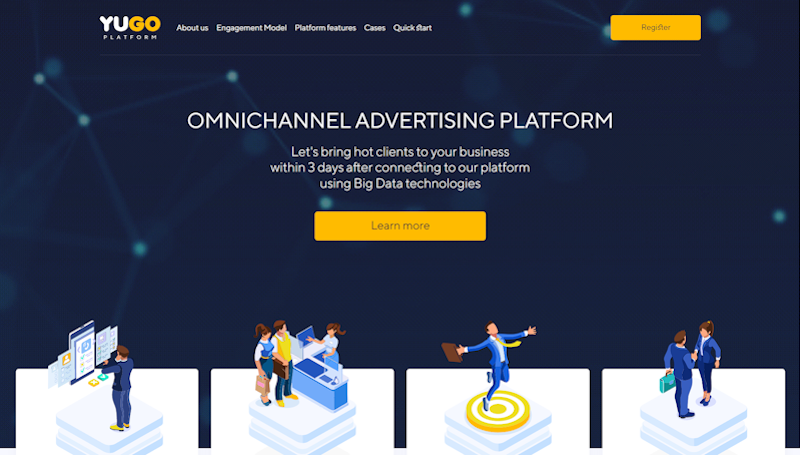 YUGO
PLATFORM
About us Engagement Model Platform features Cases Quick start
Register
OMNICHANNEL ADVERTISING PLATFORM
Let's bring hot clients to your business
within 3 days after connecting to our platform
using Big Data technologies
Learn more